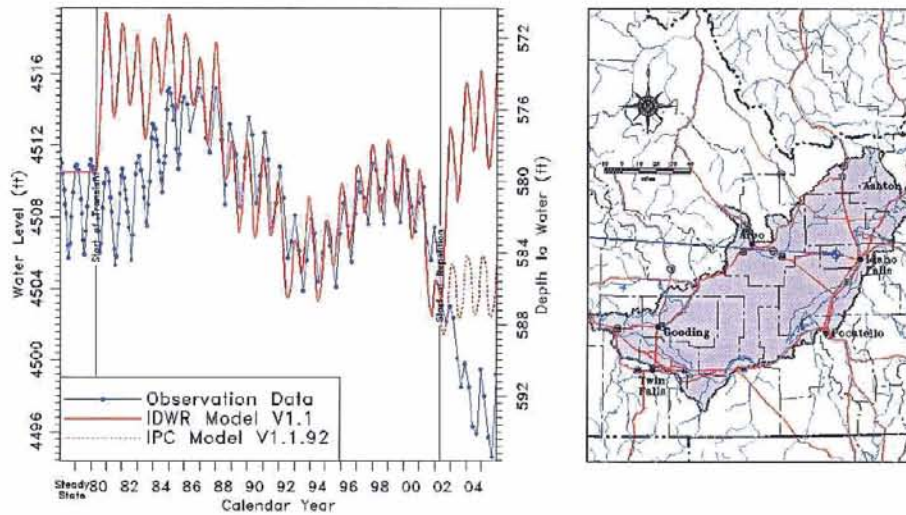 4516
4512
4508
4504
4500
4496
Water Level (ft)
572
576
580
584
588
592
Depth to Water (ft)
Start of Transient
Start of Repetition
Observation Data
IDWR Model V1.1
IPC Model V1.1.92
Steady
State
80 82 84 86 88 90 92 94 96 98 00 02 04
Calendar Year
miles
Ashton
Arco
Idaho
Falls
Gooding
Pocatello
Twin
Falls